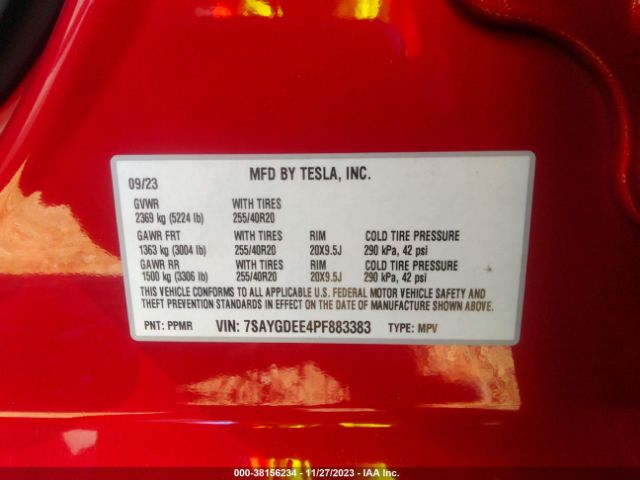 MFD BY TESLA, INC.
09/23
GVWR WITH TIRES
2369 kg (5224 lb) 255/40R20
GAWR FRT WITH TIRES RIM COLD TIRE PRESSURE
1363 kg (3004 lb) 255/40R20 20X9.5J 290 kPa, 42 psi
GAWR RR WITH TIRES RIM COLD TIRE PRESSURE
1500 kg (3306 lb) 255/40R20 20X9.5J 290 kPa, 42 psi
THIS VEHICLE CONFORMS TO ALL APPLICABLE U.S. FEDERAL MOTOR VEHICLE SAFETY AND
THEFT PREVENTION STANDARDS IN EFFECT ON THE DATE OF MANUFACTURE SHOWN ABOVE.
PNT: PPMR VIN: 7SAYGDEE4PF883383 TYPE: MPV
000-38156234 - 11/27/2023 - IAA Inc.